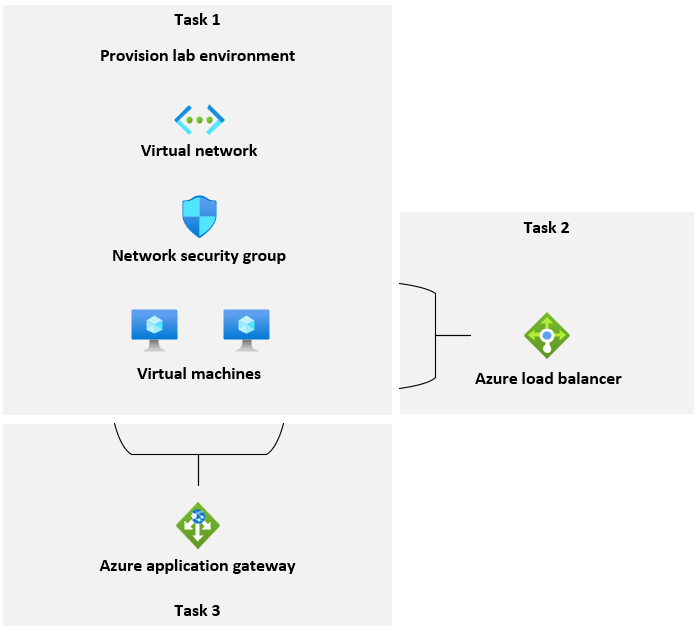 Task 1
Provision lab environment
Virtual network
Network security group
Virtual machines
Task 2
Azure load balancer
Azure application gateway
Task 3